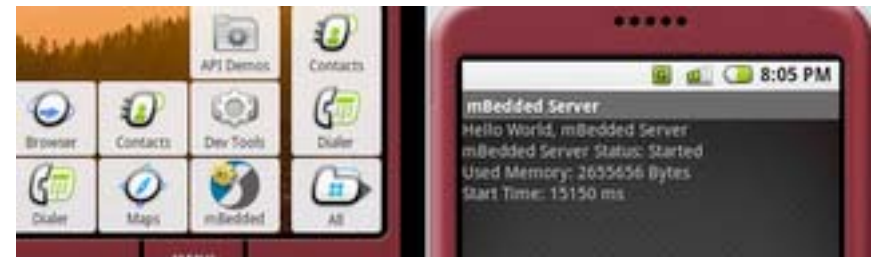 API Demos
Contacts
Browser
Contacts
Dev Tools
Dialer
Dialer
Maps
mBedded
All
8:05 PM
mBedded Server
Hello World, mBedded Server
mBedded Server Status: Started
Used Memory: 2655656 Bytes
Start Time: 15150 ms